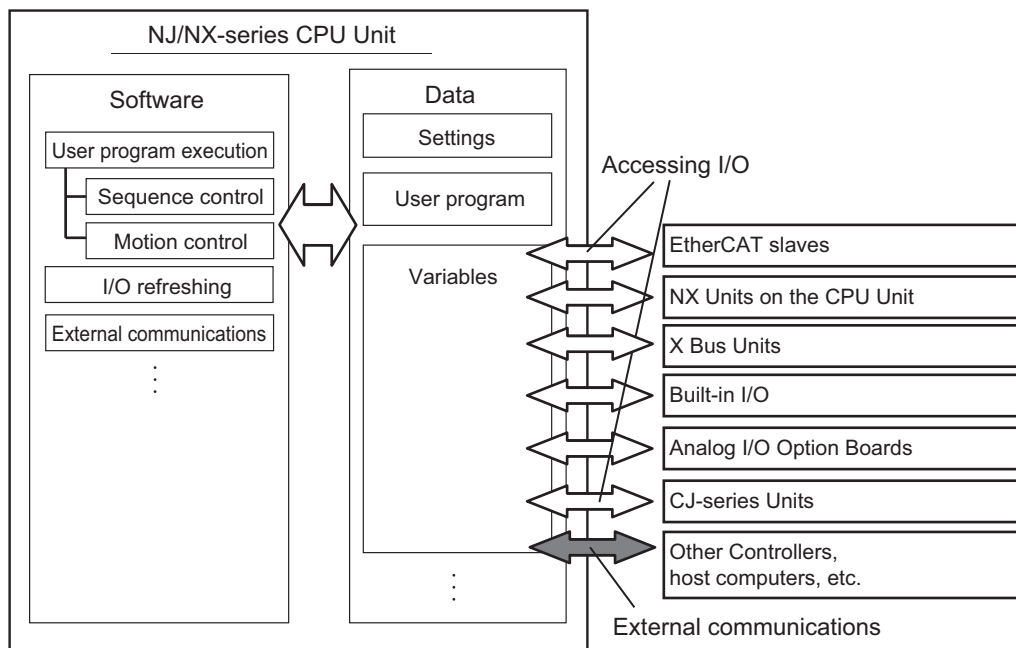 NJ/NX-series CPU Unit
Software
User program execution
Sequence control
Motion control
I/O refreshing
External communications
Data
Settings
User program
Variables
Accessing I/O
EtherCAT slaves
NX Units on the CPU Unit
X Bus Units
Built-in I/O
Analog I/O Option Boards
CJ-series Units
Other Controllers,
host computers, etc.
External communications